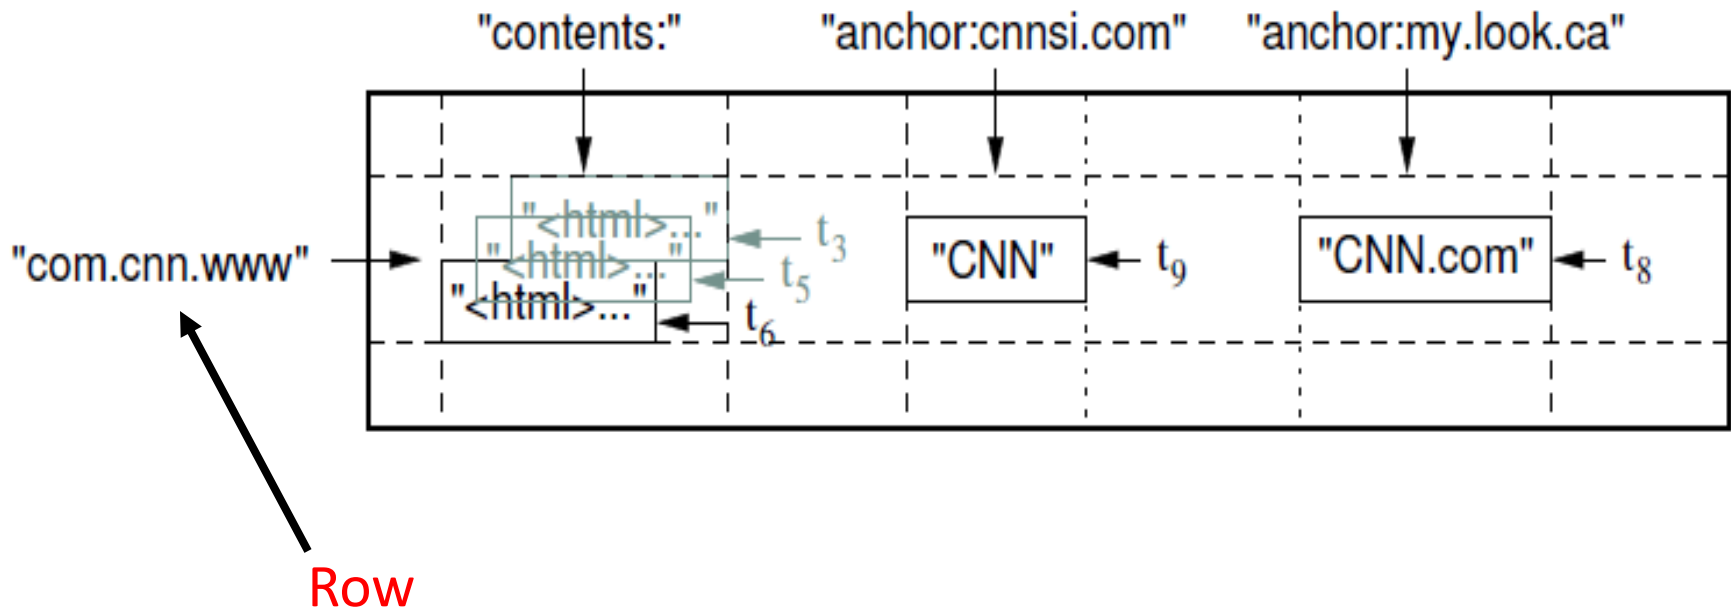 "contents:"
"anchor:cnnsi.com"
"anchor:my.look.ca"
"com.cnn.www"
"<html>..."
t3
"<html>..."
t5
"<html>..."
t6
"CNN"
t9
"CNN.com"
t8
Row